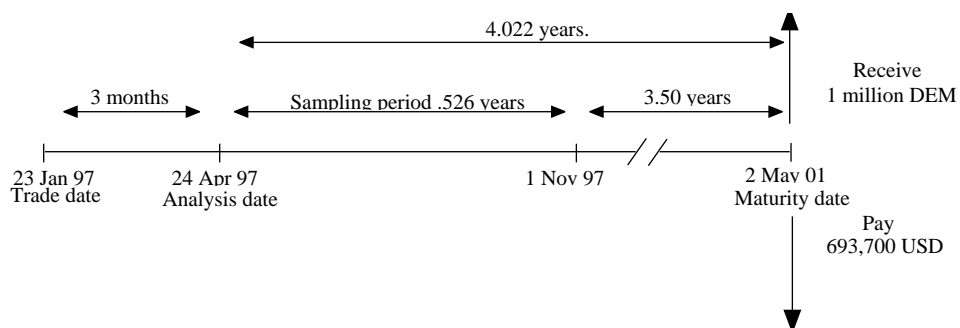 4.022 years.
Receive
1 million DEM
3 months
Sampling period .526 years
3.50 years
23 Jan 97
Trade date
24 Apr 97
Analysis date
1 Nov 97
2 May 01
Maturity date
Pay
693,700 USD